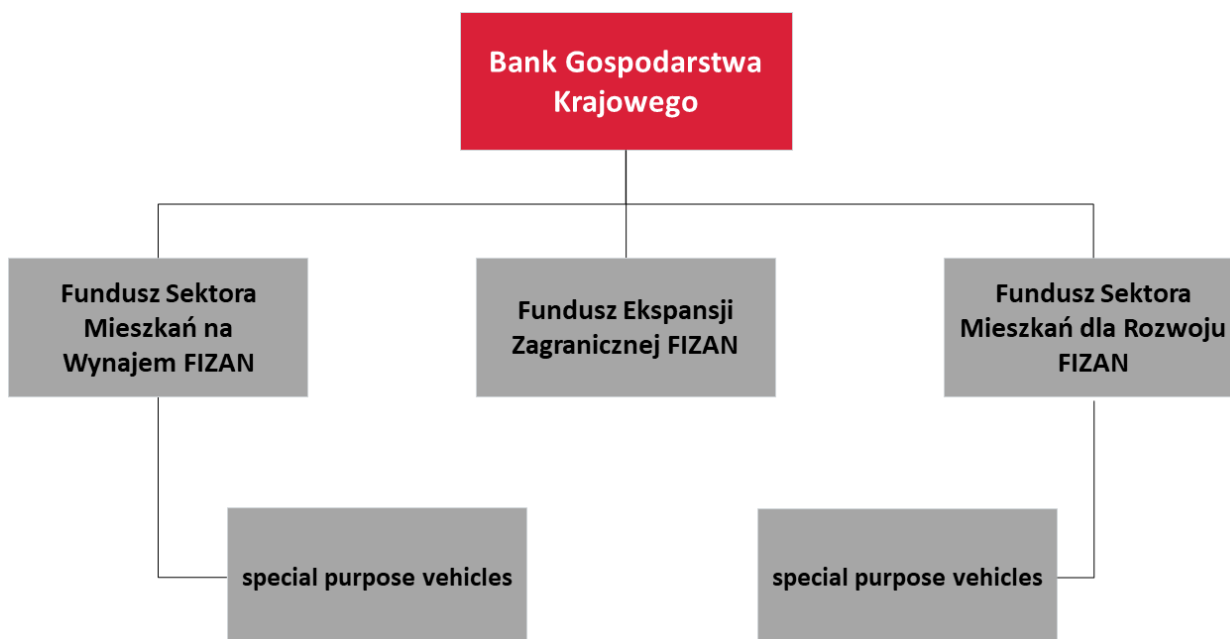 Bank Gospodarstwa
Krajowego
Fundusz Sektora
Mieszkań na
Wynajem FIZAN
Fundusz Ekspansji
Zagranicznej FIZAN
Fundusz Sektora
Mieszkań dla Rozwoju
FIZAN
special purpose vehicles
special purpose vehicles